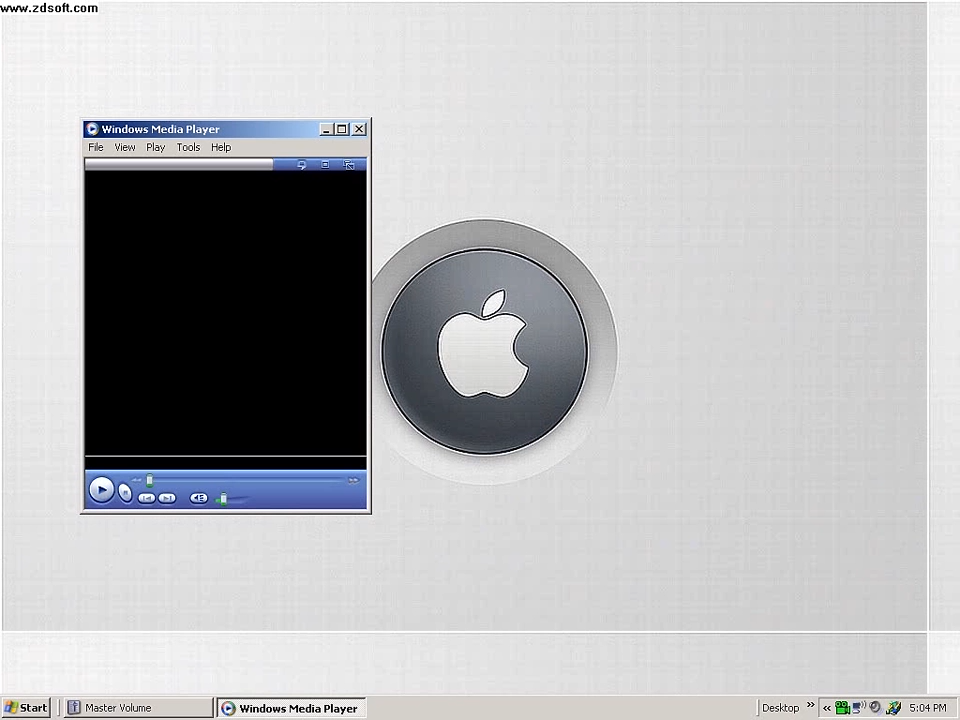 www.zdsoft.com
Windows Media Player
File View Play Tools Help
Start Master Volume Windows Media Player Desktop » « 5:04 PM